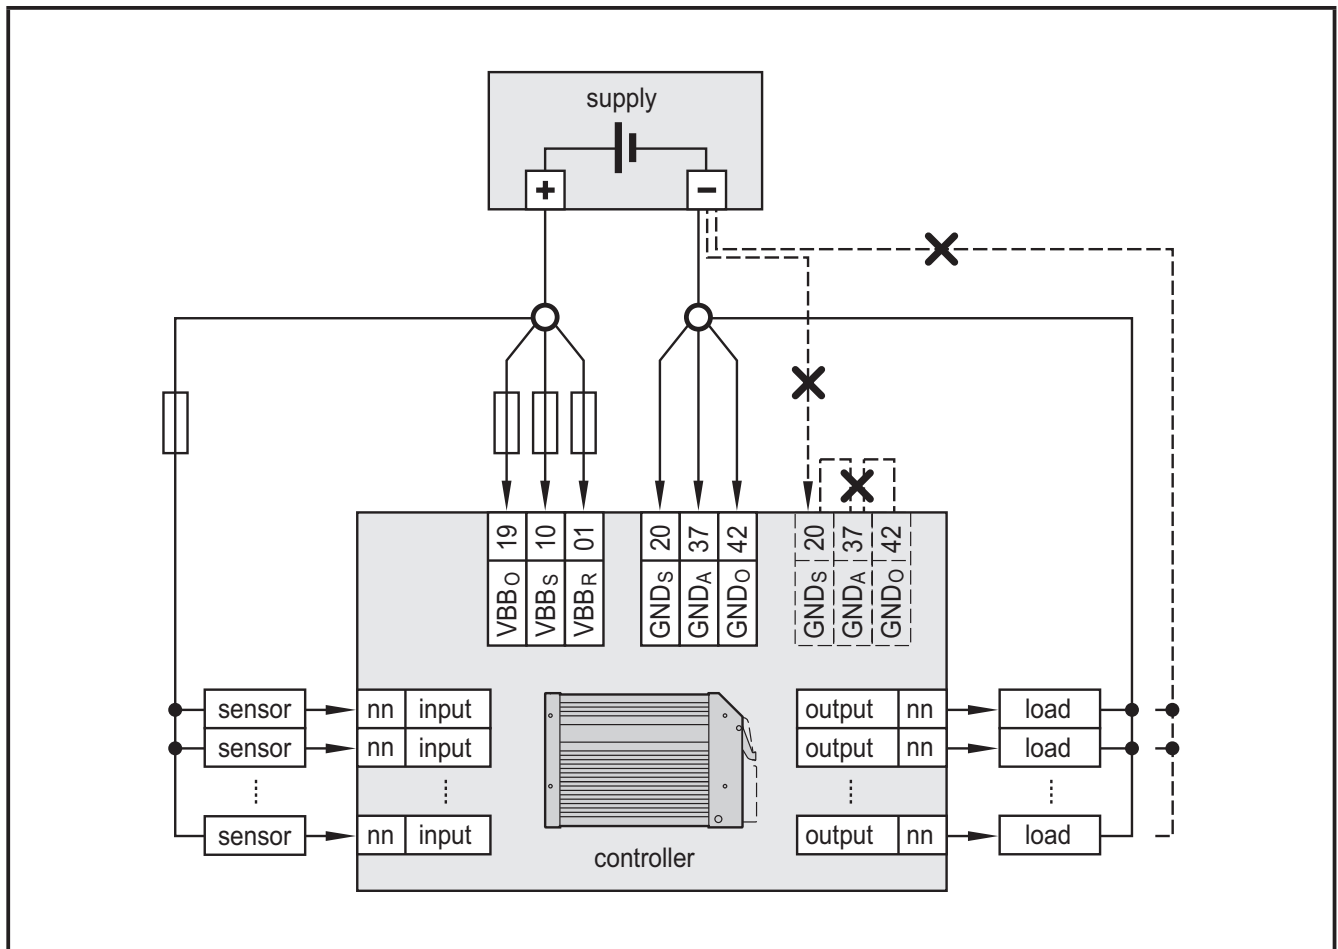 supply
+ −
19 10 01 20 37 42 20 37 42
VBBO VBBS VBBR GNDS GNDA GNDO GNDS GNDA GNDO
sensor nn input output nn load
sensor nn input output nn load
sensor nn input output nn load
controller